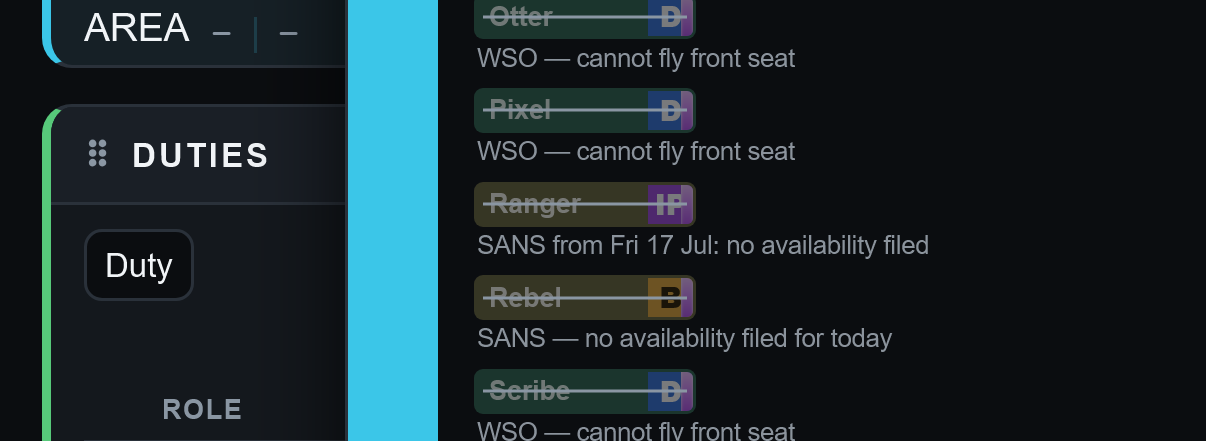 AREA – | –
DUTIES
Duty
ROLE
Otter D
WSO — cannot fly front seat
Pixel D
WSO — cannot fly front seat
Ranger IP
SANS from Fri 17 Jul: no availability filed
Rebel B
SANS — no availability filed for today
Scribe D
WSO — cannot fly front seat